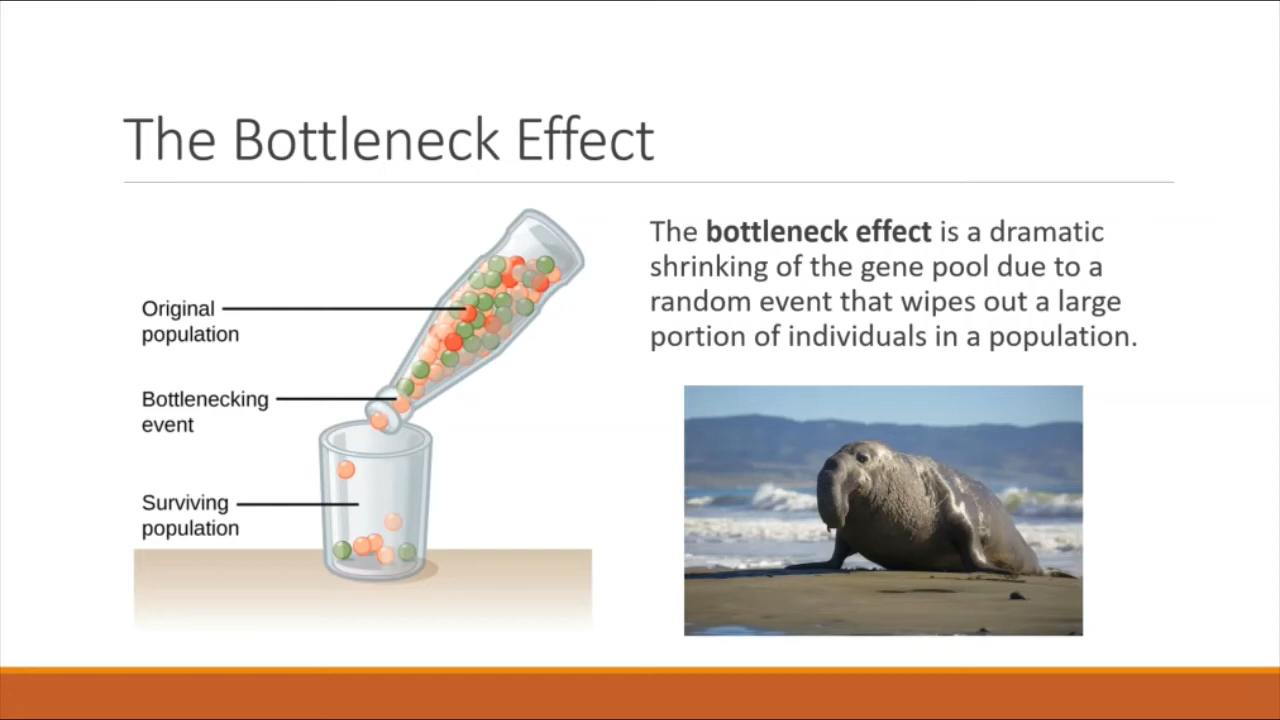 The Bottleneck Effect
Original
population
Bottlenecking
event
Surviving
population
The bottleneck effect is a dramatic
shrinking of the gene pool due to a
random event that wipes out a large
portion of individuals in a population.